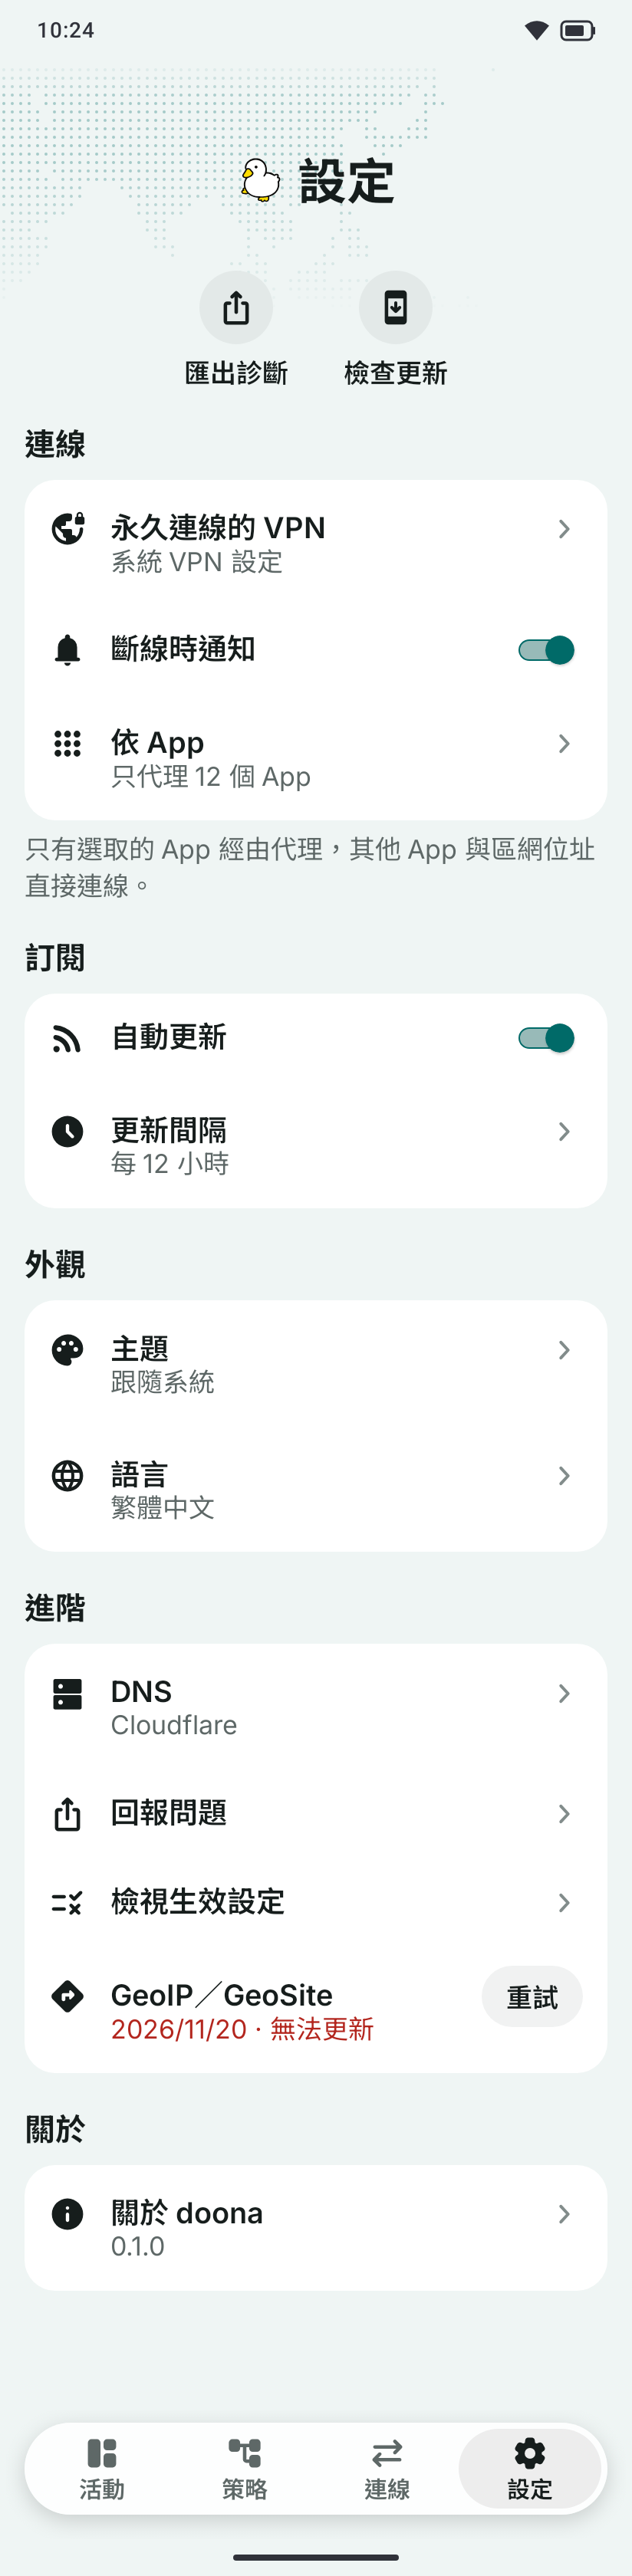 10:24
設定
匯出診斷
檢查更新
連線
永久連線的 VPN
系統 VPN 設定
斷線時通知
依 App
只代理 12 個 App
只有選取的 App 經由代理，其他 App 與區網位址
直接連線。
訂閱
自動更新
更新間隔
每 12 小時
外觀
主題
跟隨系統
語言
繁體中文
進階
DNS
Cloudflare
回報問題
檢視生效設定
GeoIP／GeoSite
2026/11/20 · 無法更新
重試
關於
關於 doona
0.1.0
活動
策略
連線
設定